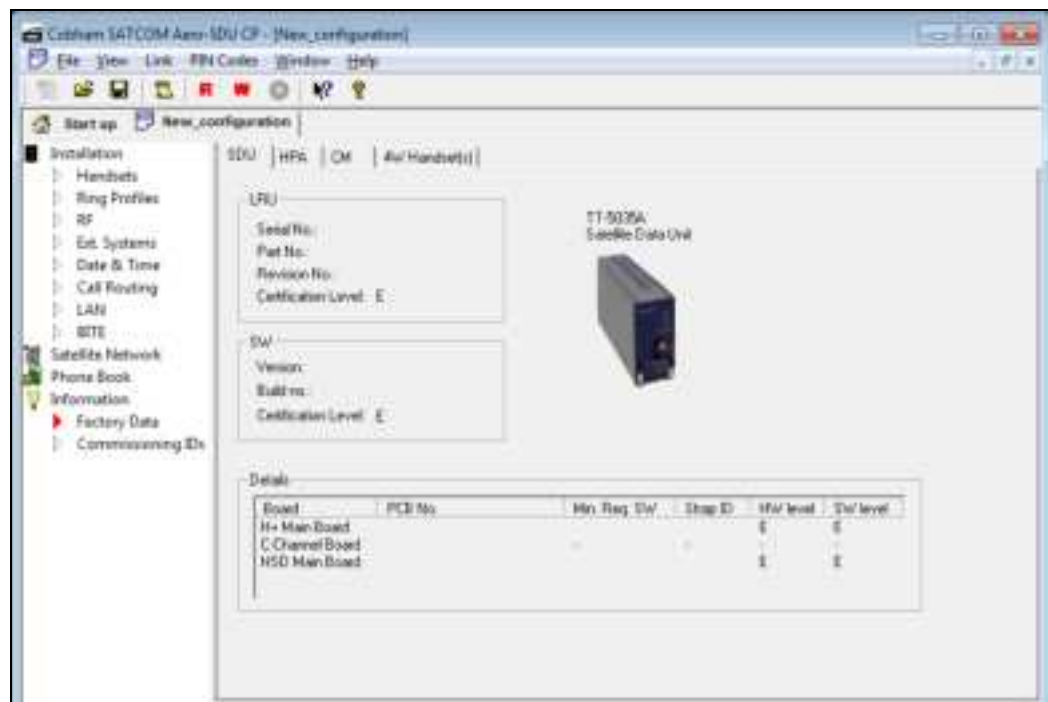 Cobham SATCOM Aero-SDU CP - [New_configuration]
File View Link PIN Codes Window Help
R W
Start up New_configuration
Installation
Handsets
Ring Profiles
RF
Ext. Systems
Date & Time
Call Routing
LAN
BITE
Satellite Network
Phone Book
Information
Factory Data
Commissioning IDs
SDU HPA CM 4W Handset(s)
LRU
Serial No.:
Part No.:
Revision No.:
Certification Level: E
SW
Version:
Build no.:
Certification Level: E
TT-5035A
Satellite Data Unit
Details
Board PCB No. Min. Req. SW Strap ID HW level SW level
H+ Main Board E E
C Channel Board - - - -
NSD Main Board E E